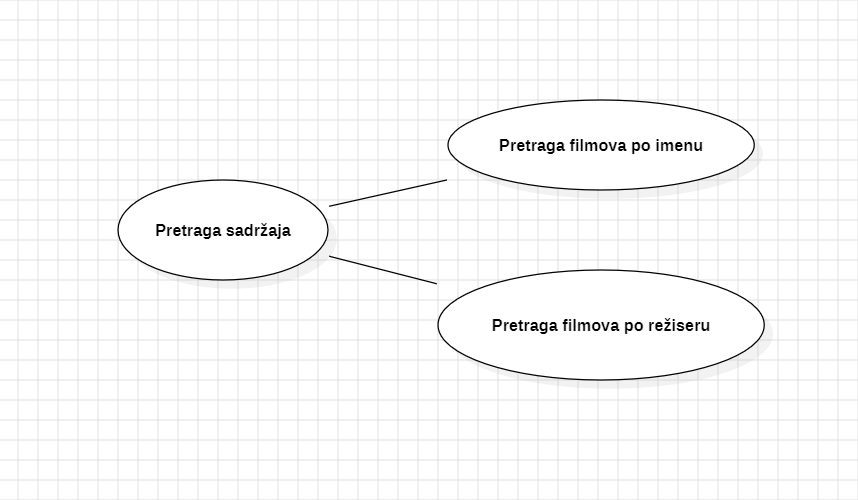 Pretraga filmova po imenu
Pretraga sadržaja
Pretraga filmova po režiseru